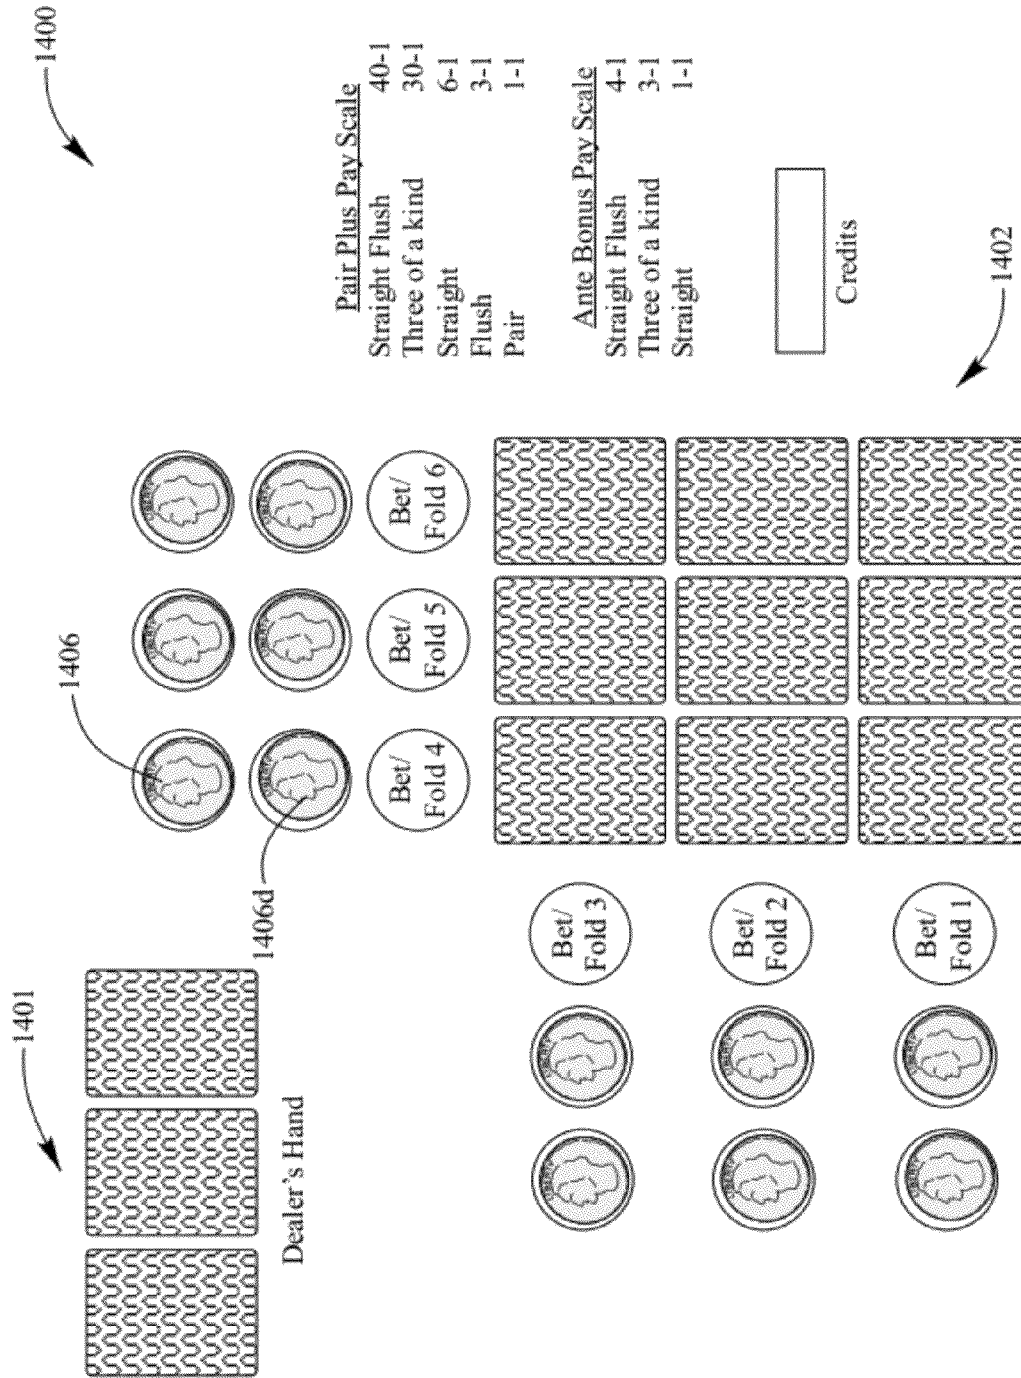 1400
1401
1406
1406d
Dealer's Hand
Pair Plus Pay Scale
Straight Flush 40-1
Three of a kind 30-1
Straight 6-1
Flush 3-1
Pair 1-1
Ante Bonus Pay Scale
Straight Flush 4-1
Three of a kind 3-1
Straight 1-1
Bet/
Fold 4
Bet/
Fold 5
Bet/
Fold 6
Bet/
Fold 3
Bet/
Fold 2
Bet/
Fold 1
Credits
1402